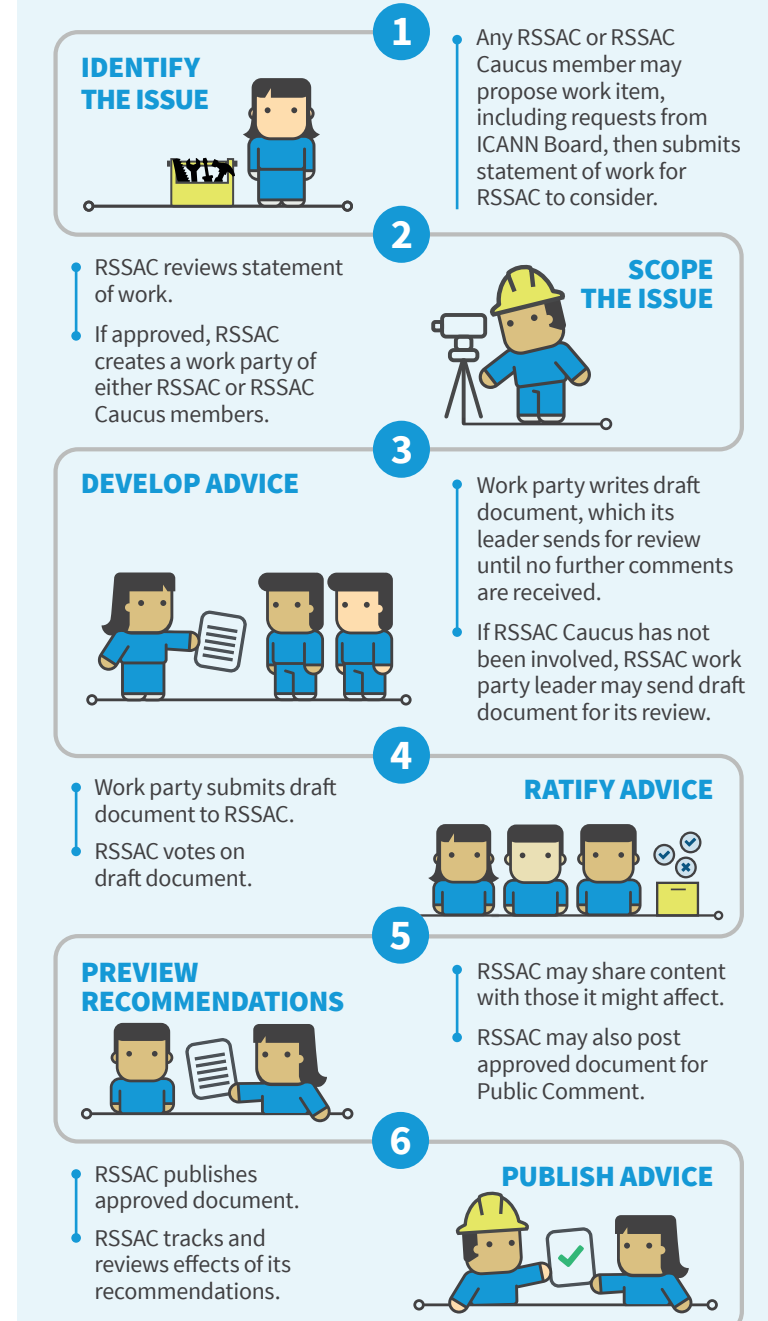 1
IDENTIFY
THE ISSUE
Any RSSAC or RSSAC
Caucus member may
propose work item,
including requests from
ICANN Board, then submits
statement of work for
RSSAC to consider.
2
SCOPE
THE ISSUE
RSSAC reviews statement
of work.
If approved, RSSAC
creates a work party of
either RSSAC or RSSAC
Caucus members.
3
DEVELOP ADVICE
Work party writes draft
document, which its
leader sends for review
until no further comments
are received.
If RSSAC Caucus has not
been involved, RSSAC work
party leader may send draft
document for its review.
4
RATIFY ADVICE
Work party submits draft
document to RSSAC.
RSSAC votes on
draft document.
5
PREVIEW
RECOMMENDATIONS
RSSAC may share content
with those it might affect.
RSSAC may also post
approved document for
Public Comment.
6
PUBLISH ADVICE
RSSAC publishes
approved document.
RSSAC tracks and
reviews effects of its
recommendations.